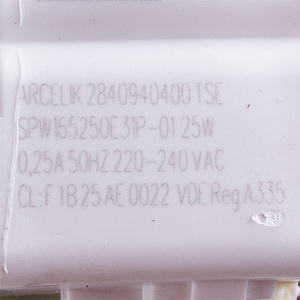 ARCELIK 2840940400 TSE
SPW165250E31P-01 25W
0,25A 50HZ 220-240 VAC
CL:F 1B 25 AE 0022 VDE Reg A335